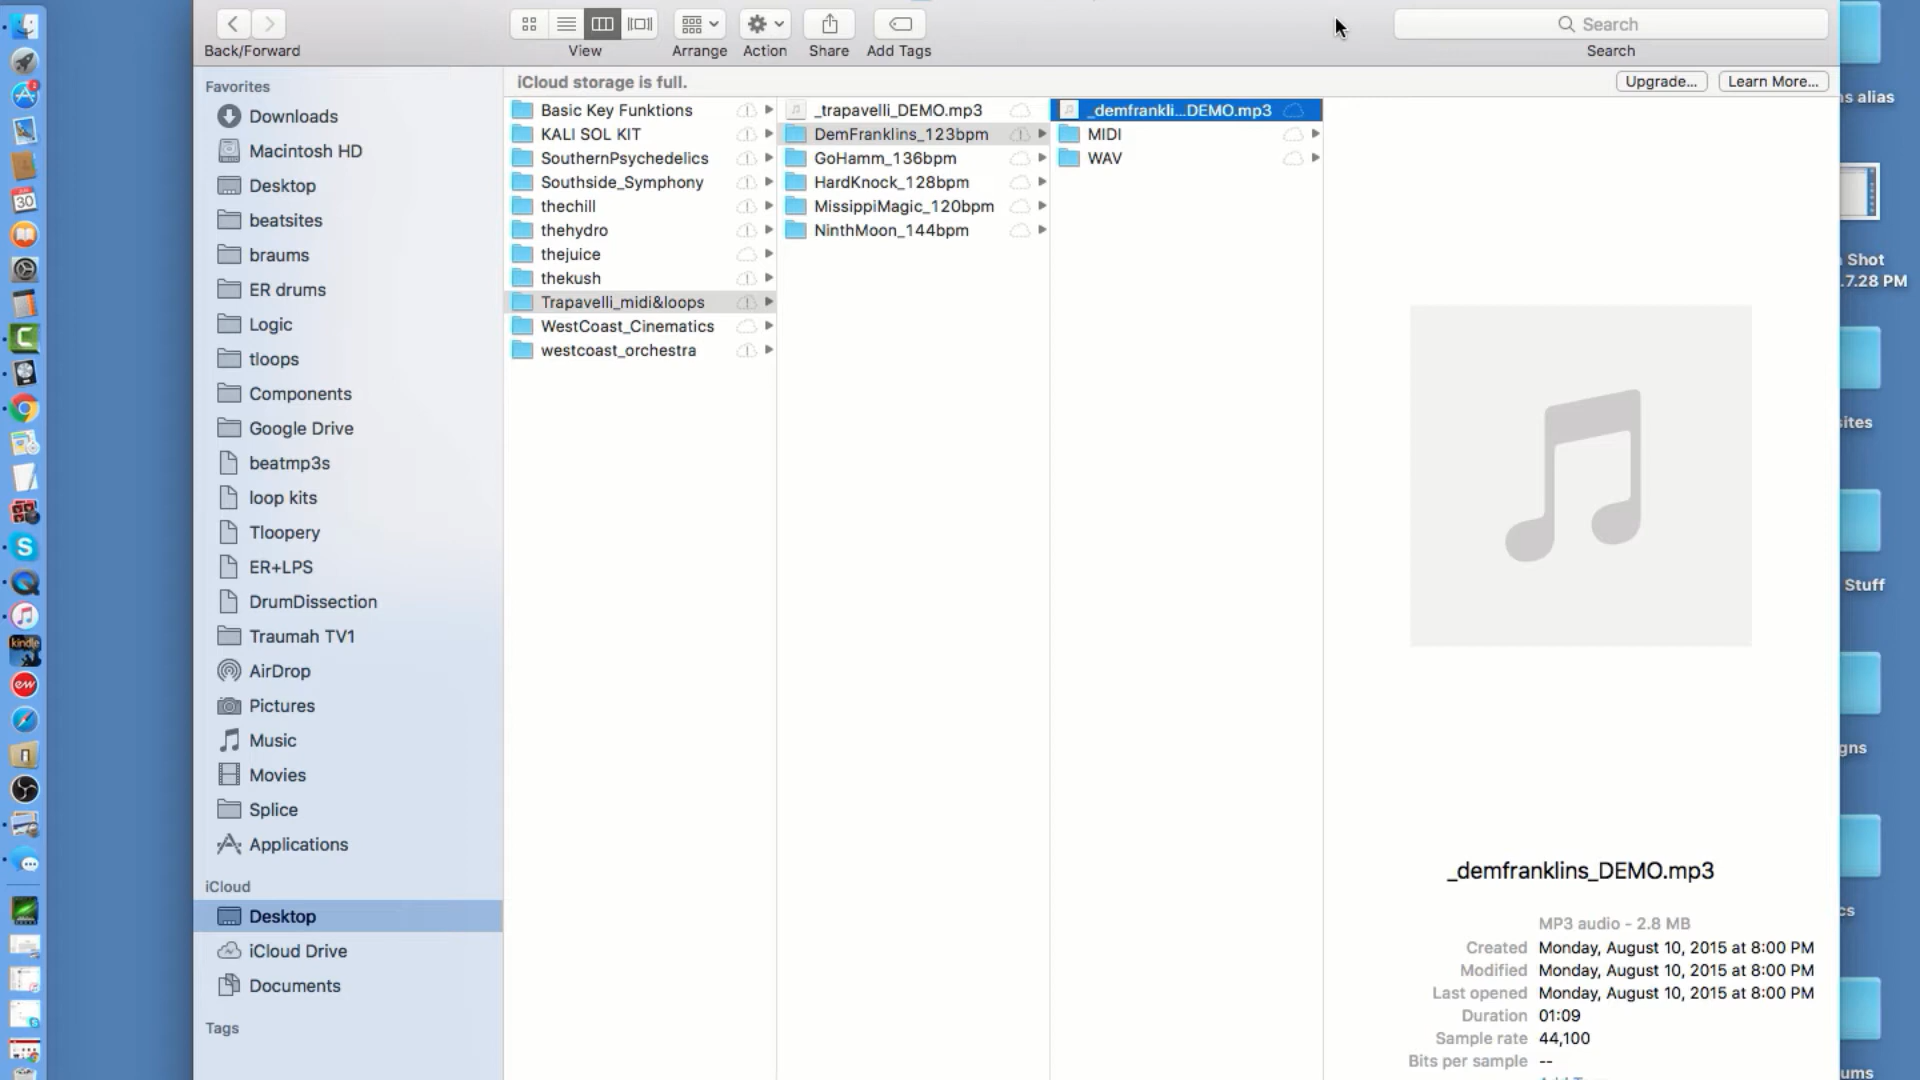 Back/Forward
View
Arrange
Action
Share
Add Tags
Search
Search
iCloud storage is full.
Upgrade...
Learn More...
Favorites
Downloads
Macintosh HD
Desktop
beatsites
braums
ER drums
Logic
tloops
Components
Google Drive
beatmp3s
loop kits
Tloopery
ER+LPS
DrumDissection
Traumah TV1
AirDrop
Pictures
Music
Movies
Splice
Applications
iCloud
Desktop
iCloud Drive
Documents
Tags
Basic Key Funktions
KALI SOL KIT
SouthernPsychedelics
Southside_Symphony
thechill
thehydro
thejuice
thekush
Trapavelli_midi&loops
WestCoast_Cinematics
westcoast_orchestra
_trapavelli_DEMO.mp3
DemFranklins_123bpm
GoHamm_136bpm
HardKnock_128bpm
MissippiMagic_120bpm
NinthMoon_144bpm
_demfrankli...DEMO.mp3
MIDI
WAV
_demfranklins_DEMO.mp3
MP3 audio - 2.8 MB
Created Monday, August 10, 2015 at 8:00 PM
Modified Monday, August 10, 2015 at 8:00 PM
Last opened Monday, August 10, 2015 at 8:00 PM
Duration 01:09
Sample rate 44,100
Bits per sample --
s alias
Shot
.7.28 PM
ites
Stuff
gns
cs
ums
30
kindle
ew